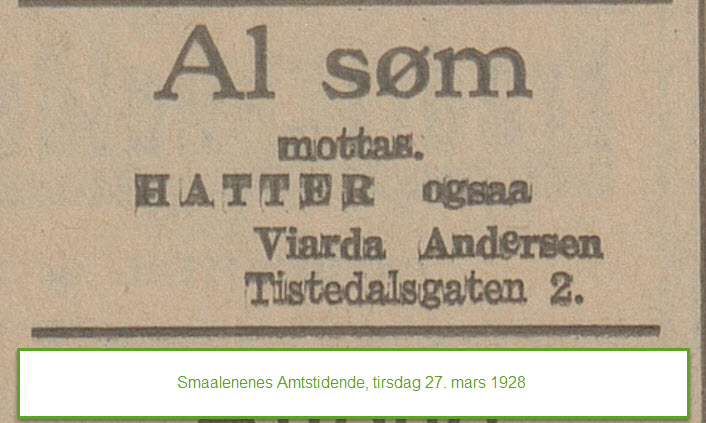 Al søm
mottas.
HATTER ogsaa
Viarda Andersen
Tistedalsgaten 2.
Smaalenenes Amtstidende, tirsdag 27. mars 1928